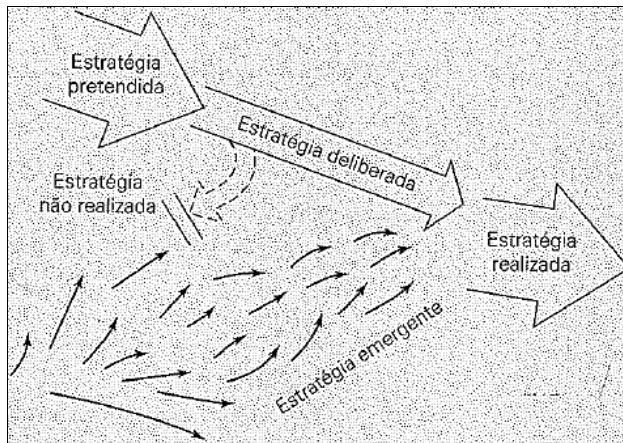 Estratégia
pretendida
Estratégia deliberada
Estratégia
não realizada
Estratégia
realizada
Estratégia emergente